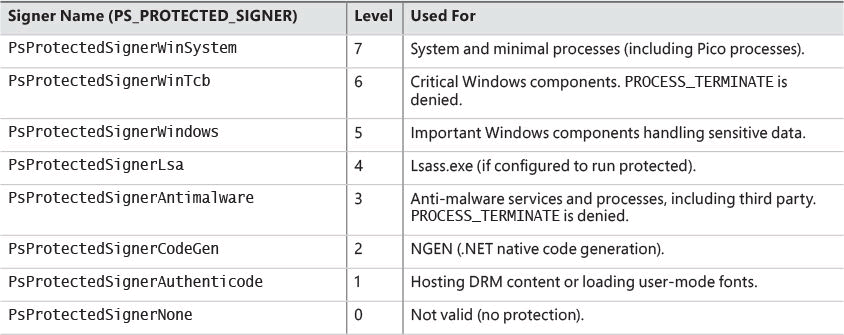 Signer Name (PS_PROTECTED_SIGNER) Level Used For
PsProtectedSignerWinSystem 7 System and minimal processes (including Pico processes).
PsProtectedSignerWinTcb 6 Critical Windows components. PROCESS_TERMINATE is
denied.
PsProtectedSignerWindows 5 Important Windows components handling sensitive data.
PsProtectedSignerLsa 4 Lsass.exe (if configured to run protected).
PsProtectedSignerAntimalware 3 Anti-malware services and processes, including third party.
PROCESS_TERMINATE is denied.
PsProtectedSignerCodeGen 2 NGEN (.NET native code generation).
PsProtectedSignerAuthenticode 1 Hosting DRM content or loading user-mode fonts.
PsProtectedSignerNone 0 Not valid (no protection).